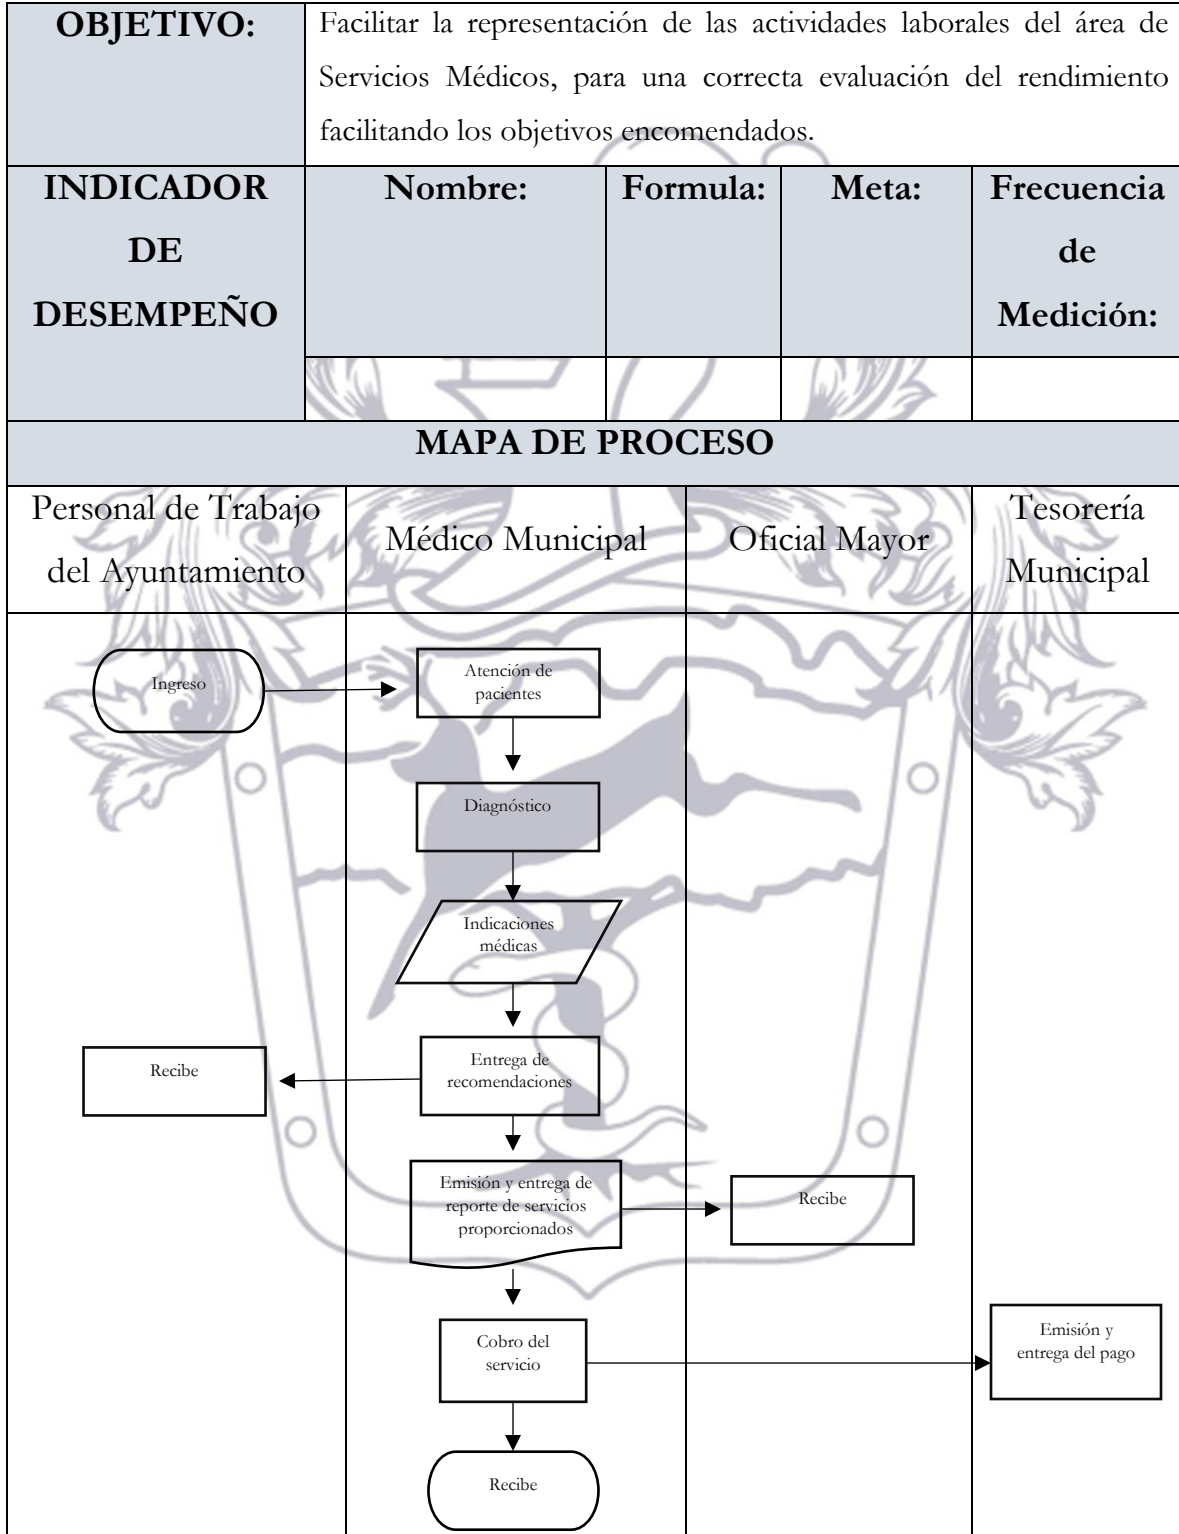 OBJETIVO:
Facilitar la representación de las actividades laborales del área de
Servicios Médicos, para una correcta evaluación del rendimiento
facilitando los objetivos encomendados.
INDICADOR
DE
DESEMPEÑO
Nombre:
Formula:
Meta:
Frecuencia
de
Medición:
MAPA DE PROCESO
Personal de Trabajo
del Ayuntamiento
Médico Municipal
Oficial Mayor
Tesorería
Municipal
Ingreso
Atención de
pacientes
Diagnóstico
Indicaciones
médicas
Entrega de
recomendaciones
Recibe
Emisión y entrega de
reporte de servicios
proporcionados
Recibe
Cobro del
servicio
Emisión y
entrega del pago
Recibe